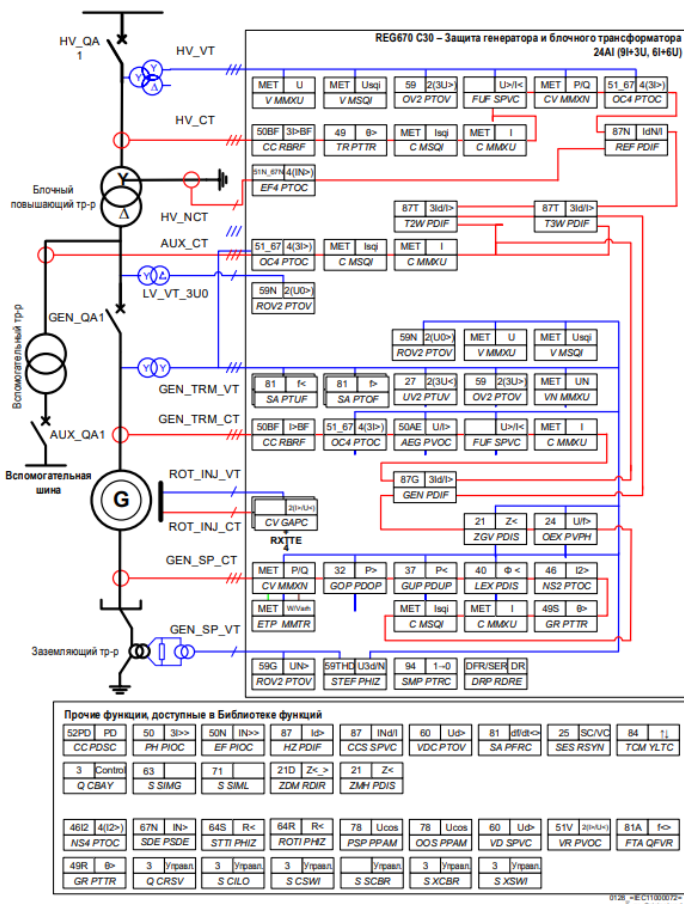 REG670 C30 – Защита генератора и блочного трансформатора
24AI (9I+3U, 6I+6U)
HV_QA
1
HV_VT
MET U
V MMXU
MET Usqi
V MSQI
59 2(3U>)
OV2 PTOV
U>/I<
FUF SPVC
MET P/Q
CV MMXN
51_67 4(3I>)
OC4 PTOC
HV_CT
50BF 3I>BF
CC RBRF
49 θ>
TR PTTR
MET Isqi
C MSQI
MET I
C MMXU
87N IdN/I
REF PDIF
51N_67N 4(IN>)
EF4 PTOC
Блочный
повышающий тр-р
Y
Δ
HV_NCT
87T 3Id/I>
T2W PDIF
87T 3Id/I>
T3W PDIF
AUX_CT
51_67 4(3I>)
OC4 PTOC
MET Isqi
C MSQI
MET I
C MMXU
LV_VT_3U0
59N 2(U0>)
ROV2 PTOV
GEN_QA1
Вспомогательный тр-р
59N 2(U0>)
ROV2 PTOV
MET U
V MMXU
MET Usqi
V MSQI
GEN_TRM_VT
81 f<
SA PTUF
81 f>
SA PTOF
27 2(3U<)
UV2 PTUV
59 2(3U>)
OV2 PTOV
MET UN
VN MMXU
GEN_TRM_CT
50BF I>BF
CC RBRF
51_67 4(3I>)
OC4 PTOC
50AE U/I>
AEG PVOC
U>/I<
FUF SPVC
MET I
C MMXU
AUX_QA1
Вспомогательная
шина
G
87G 3Id/I>
GEN PDIF
ROT_INJ_VT
ROT_INJ_CT
2(I>/U<)
CV GAPC
+
RXTTE
4
21 Z<
ZGV PDIS
24 U/f>
OEX PVPH
GEN_SP_CT
MET P/Q
CV MMXN
32 P>
GOP PDOP
37 P<
GUP PDUP
40 Φ <
LEX PDIS
46 I2>
NS2 PTOC
MET W/Varh
ETP MMTR
MET Isqi
C MSQI
MET I
C MMXU
49S θ>
GR PTTR
GEN_SP_VT
Заземляющий тр-р
59G UN>
ROV2 PTOV
59THD U3d/N
STEF PHIZ
94 1→0
SMP PTRC
DFR/SER DR
DRP RDRE
Прочие функции, доступные в Библиотеке функций
52PD PD
CC PDSC
50 3I>>
PH PIOC
50N IN>>
EF PIOC
87 Id>
HZ PDIF
87 INd/I
CCS SPVC
60 Ud>
VDC PTOV
81 df/dt<>
SA PFRC
25 SC/VC
SES RSYN
84 ↑↓
TCM YLTC
3 Control
Q CBAY
63
S SIMG
71
S SIML
21D Z<_>
ZDM RDIR
21 Z<
ZMH PDIS
46I2 4(I2>)
NS4 PTOC
67N IN>
SDE PSDE
64S R<
STTI PHIZ
64R R<
ROTI PHIZ
78 Ucos
PSP PPAM
78 Ucos
OOS PPAM
60 Ud>
VD SPVC
51V 2(I>/U<)
VR PVOC
81A f<>
FTA QFVR
49R θ>
GR PTTR
3 Управл.
Q CRSV
3 Управл.
S CILO
3 Управл.
S CSWI
3 Управл.
S SCBR
3 Управл.
S XCBR
3 Управл.
S XSWI